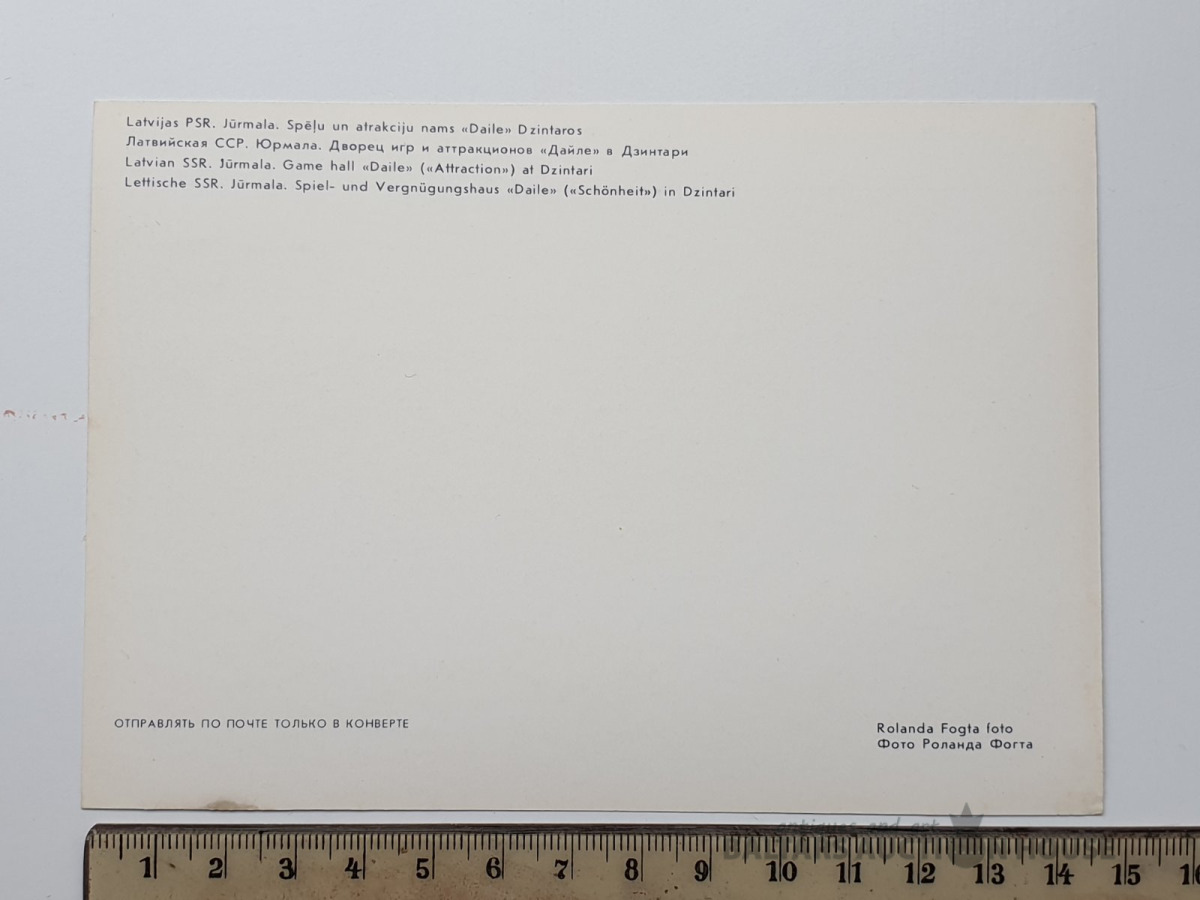 Latvijas PSR. Jūrmala. Spēļu un atrakciju nams «Daile» Dzintaros
Латвийская ССР. Юрмала. Дворец игр и аттракционов «Дайле» в Дзинтари
Latvian SSR. Jūrmala. Game hall «Daile» («Attraction») at Dzintari
Lettische SSR. Jūrmala. Spiel- und Vergnügungshaus «Daile» («Schönheit») in Dzintari
ОТПРАВЛЯТЬ ПО ПОЧТЕ ТОЛЬКО В КОНВЕРТЕ
Rolanda Fogta foto
Фото Роланда Фогта
antiques and art
1 2 3 4 5 6 7 8 9 10 11 12 13 14 15